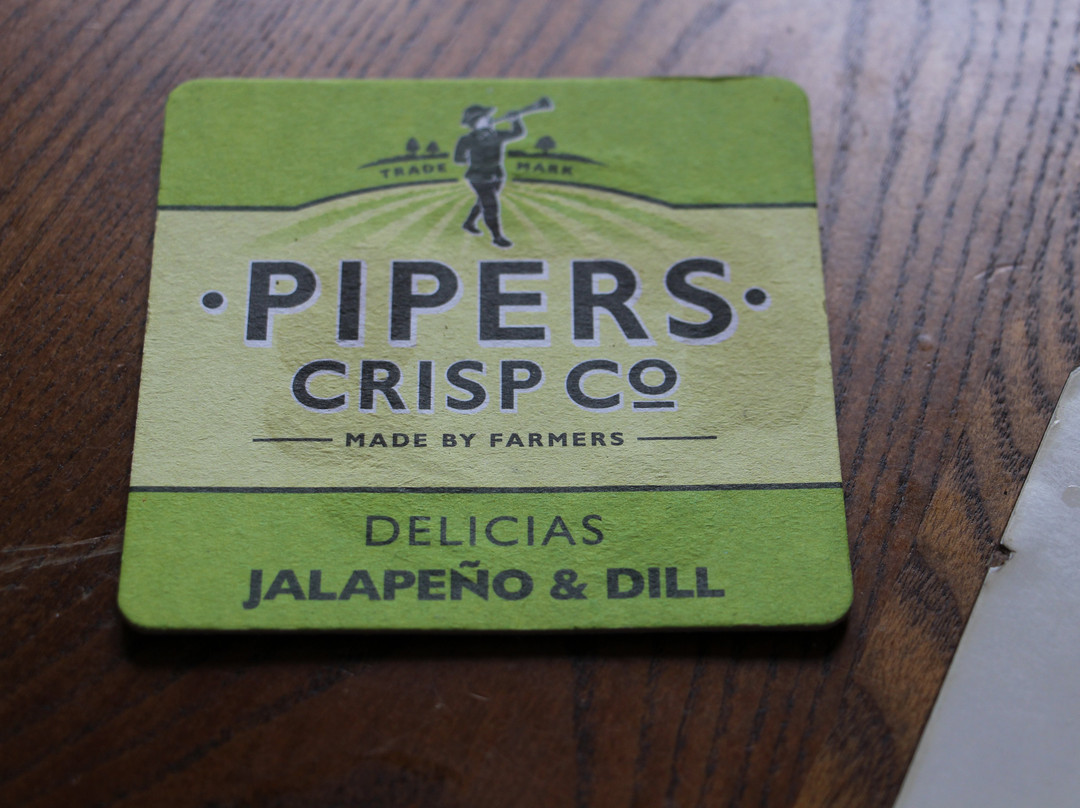 TRADE MARK
·PIPERS·
CRISP Co
MADE BY FARMERS
DELICIAS
JALAPEÑO & DILL